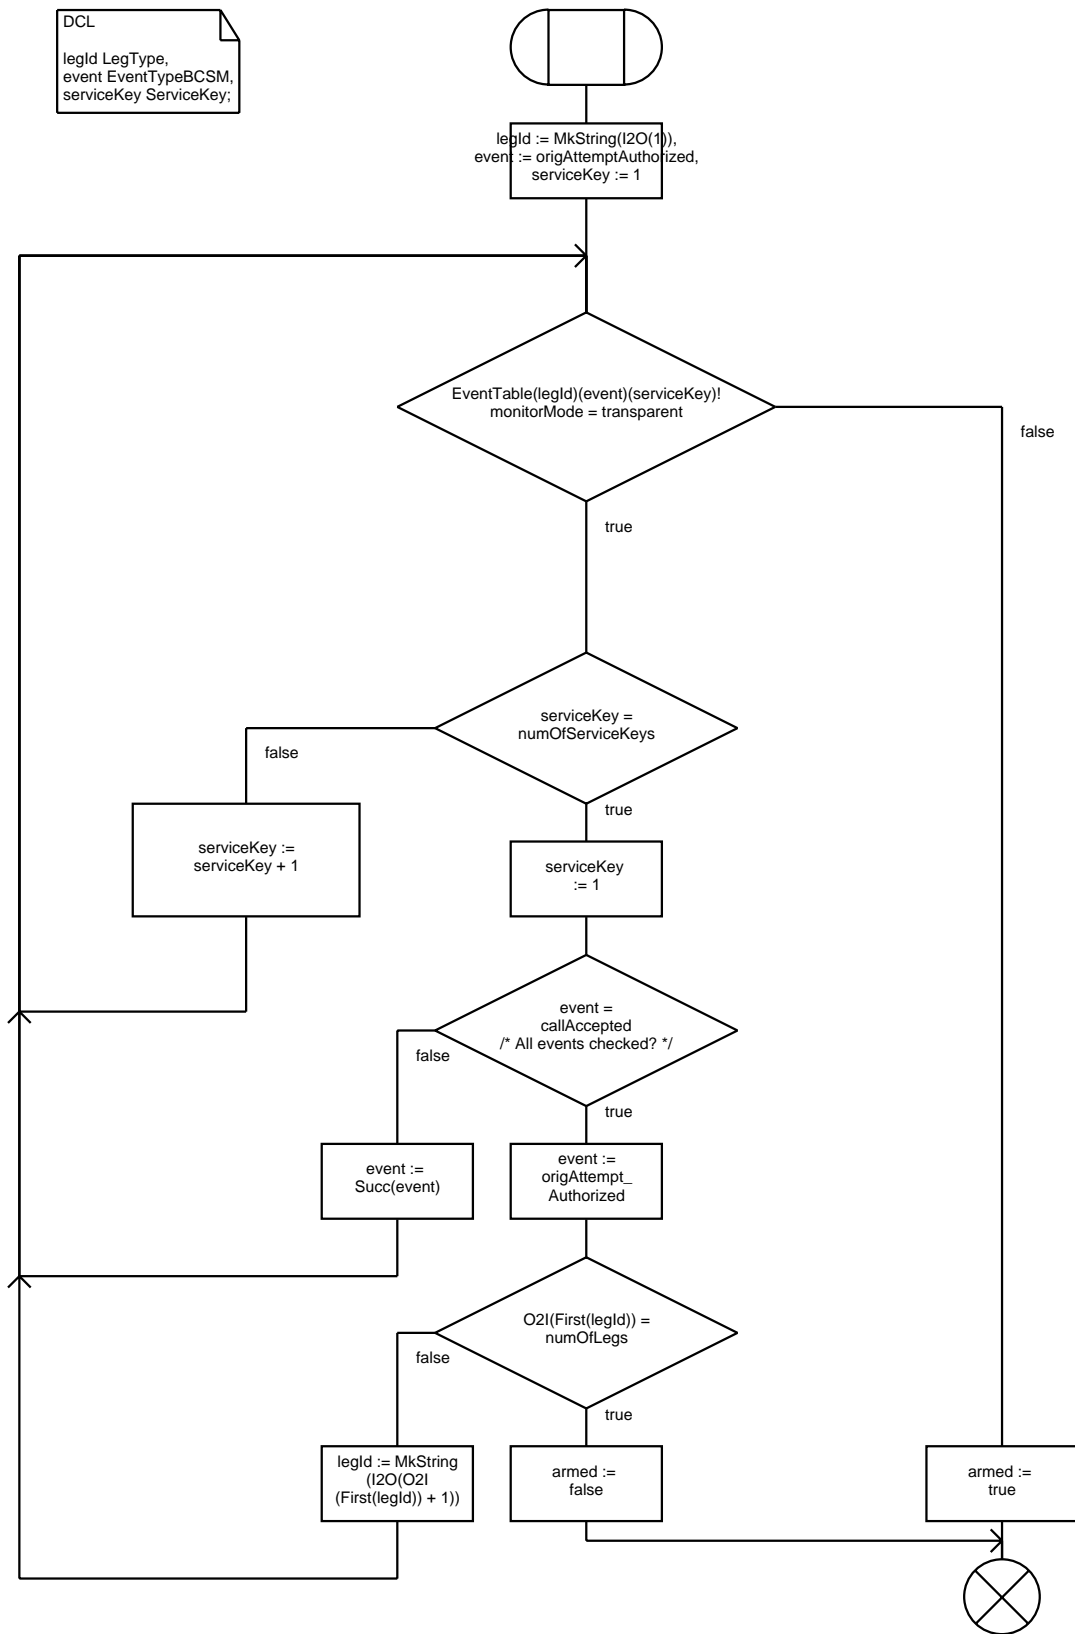 DCL
legId LegType,
event EventTypeBCSM,
serviceKey ServiceKey;
legId := MkString(I2O(1)),
event := origAttemptAuthorized,
serviceKey := 1
EventTable(legId)(event)(serviceKey)!
monitorMode = transparent
false
true
serviceKey =
numOfServiceKeys
false
true
serviceKey :=
serviceKey + 1
serviceKey
:= 1
event =
callAccepted
/* All events checked? */
false
true
event :=
Succ(event)
event :=
origAttempt_
Authorized
O2I(First(legId)) =
numOfLegs
false
true
legId := MkString
(I2O(O2I
(First(legId)) + 1))
armed :=
false
armed :=
true